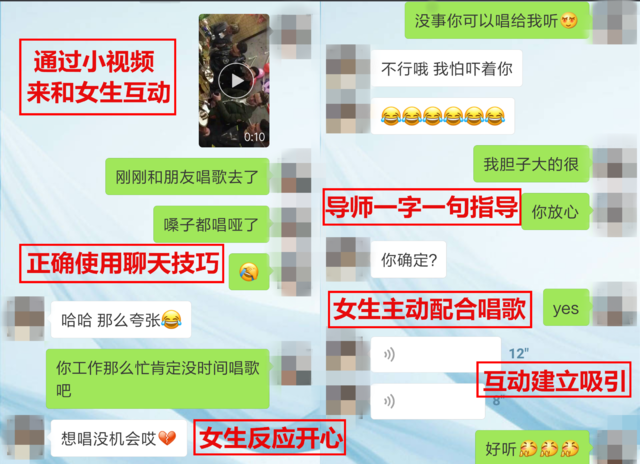 通过小视频
来和女生互动
0:10
刚刚和朋友唱歌去了
嗓子都唱哑了
正确使用聊天技巧
哈哈 那么夸张😂
你工作那么忙肯定没时间唱歌
吧
想唱没机会哎💔
女生反应开心
没事你可以唱给我听😍
不行哦 我怕吓着你
😂😂😂😂😂😂
我胆子大的很
导师一字一句指导
你放心
你确定?
女生主动配合唱歌
yes
12"
互动建立吸引
8"
好听